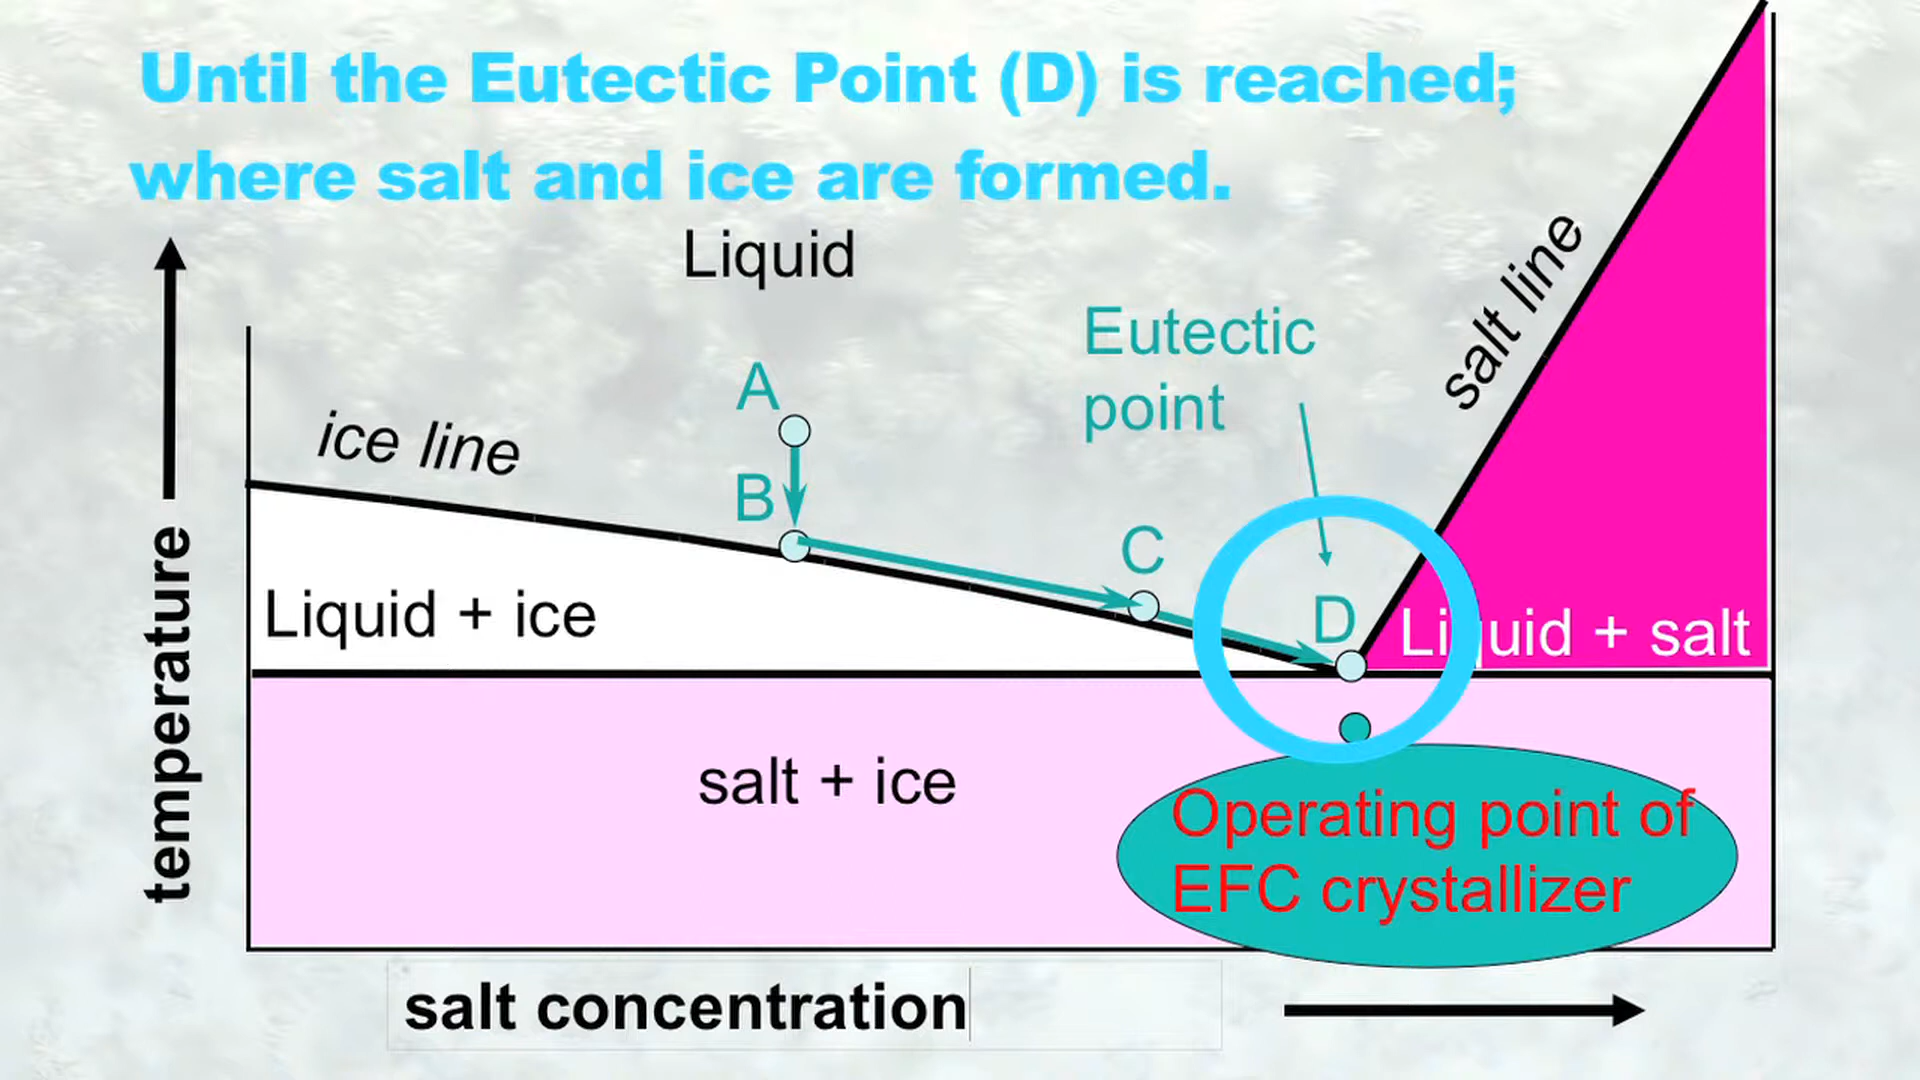 Until the Eutectic Point (D) is reached;
where salt and ice are formed.
Liquid
Eutectic
point
salt line
A
ice line
B
C
D
Liquid + ice
Liquid + salt
temperature
salt + ice
Operating point of
EFC crystallizer
salt concentration